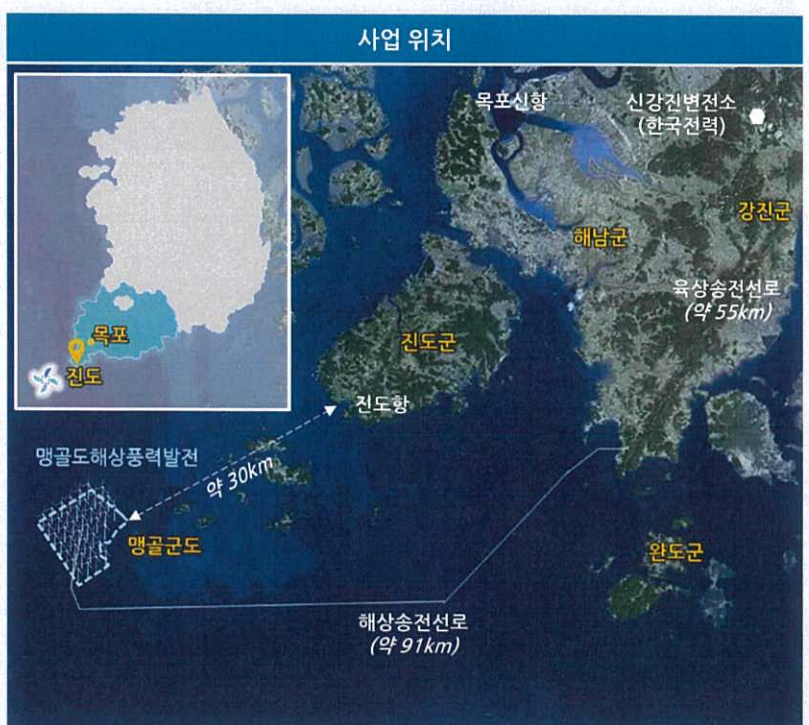 사업 위치
목포신항
신강진변전소
(한국전력)
강진군
해남군
육상송전선로
(약 55km)
목포
진도
진도군
진도항
맹골도해상풍력발전
약 30km
맹골군도
완도군
해상송전선로
(약 91km)